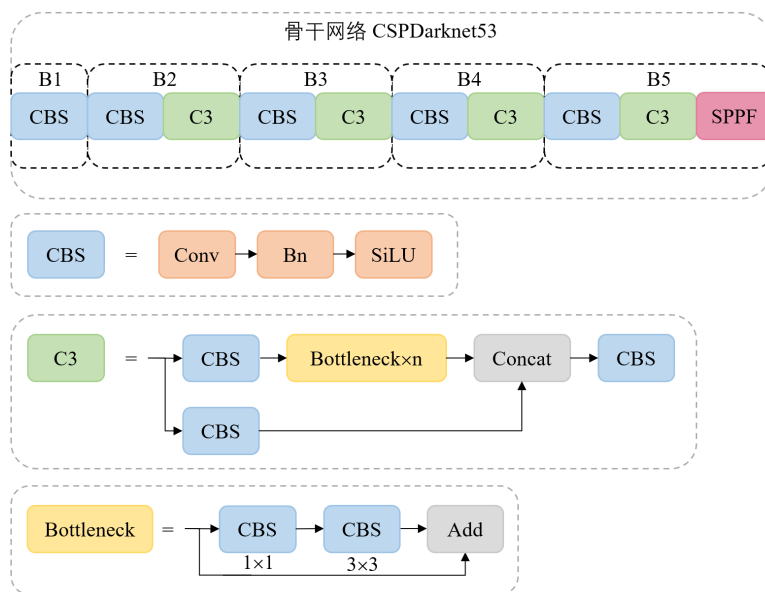 骨干网络 CSPDarknet53
B1 B2 B3 B4 B5
CBS CBS C3 CBS C3 CBS C3 CBS C3 SPPF
CBS = Conv Bn SiLU
C3 = CBS Bottleneck×n Concat CBS
CBS
Bottleneck = CBS CBS Add
1×1 3×3